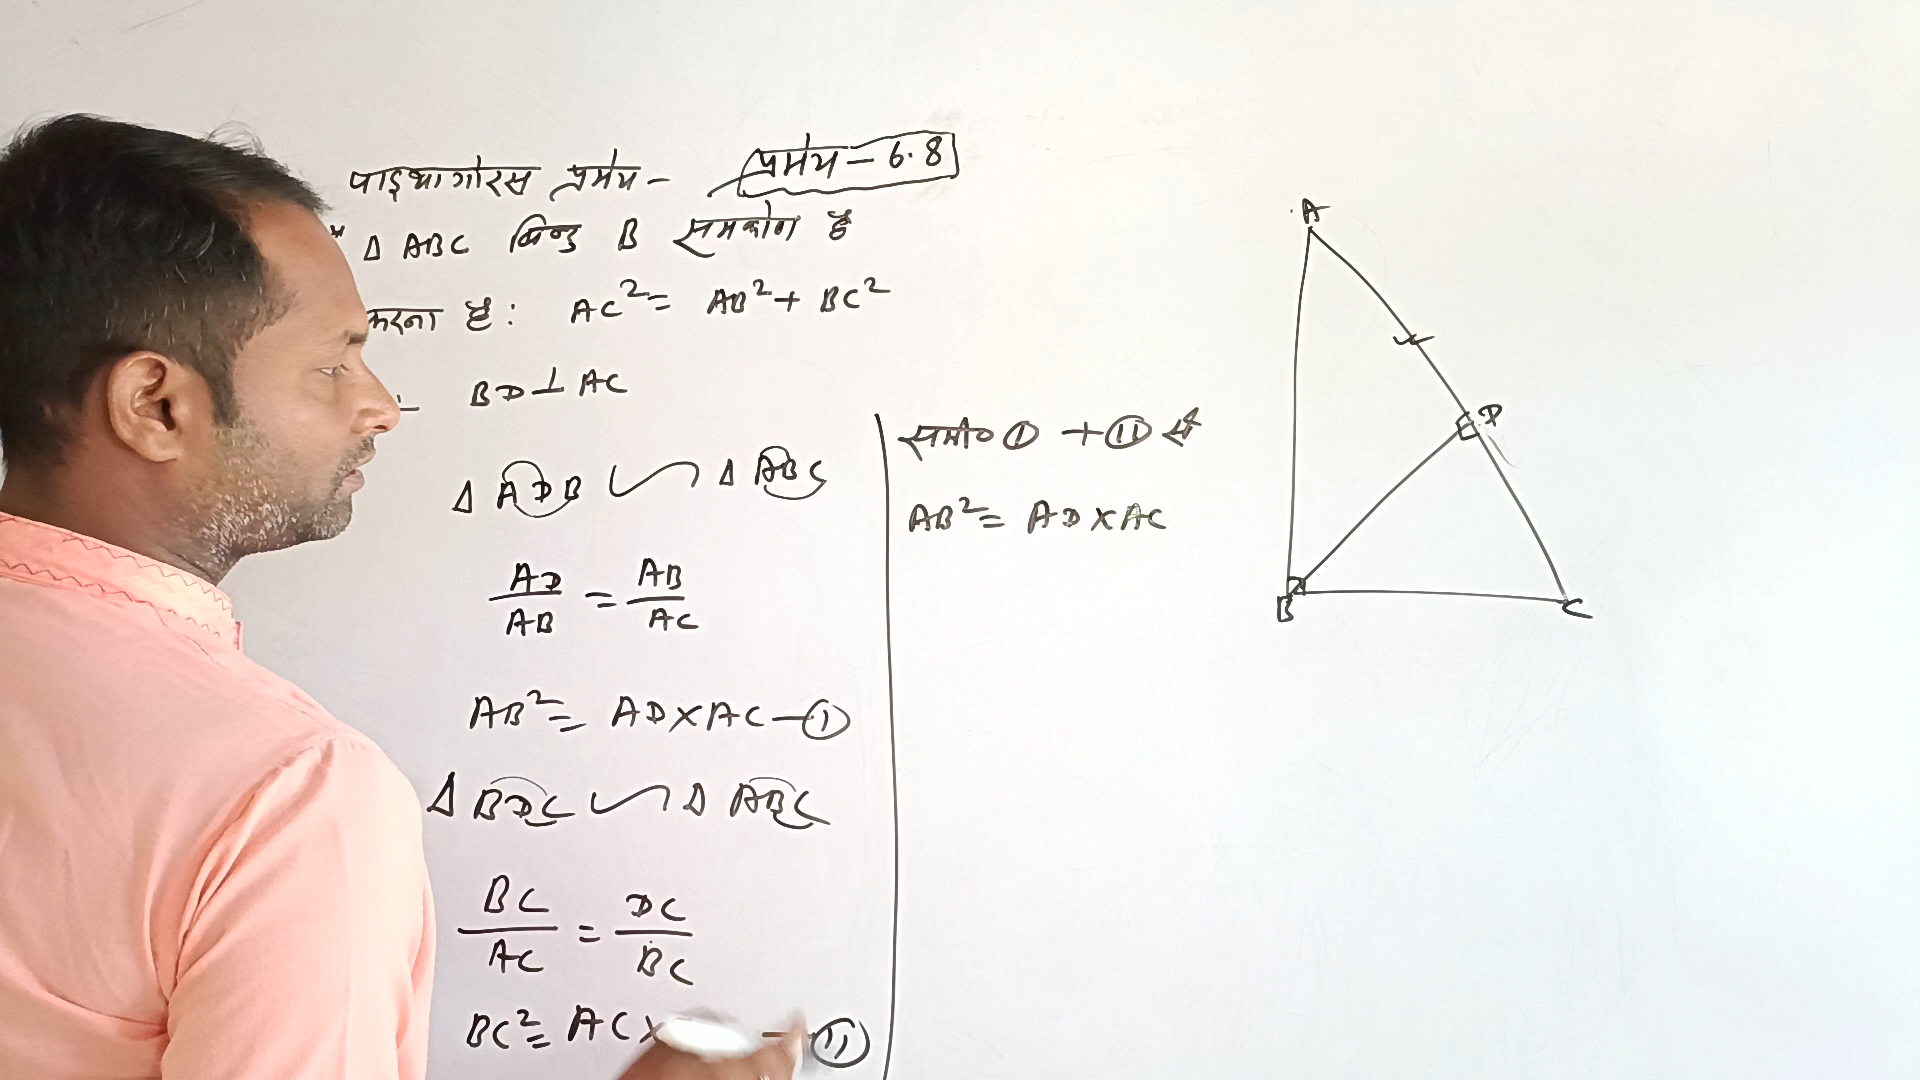 पाइथागोरस प्रमेय - प्रमेय - 6.8
Δ ABC बिन्दु B समकोण है
करना है : AC² = AB² + BC²
BD ⊥ AC
Δ ADB ∽ Δ ABC
AD/AB = AB/AC
AB² = AD × AC - ①
Δ BDC ∽ Δ ABC
BC/AC = DC/BC
BC² = AC × - ⑪
समी० ① + ⑪ से
AB² = AD × AC
A
D
B
C